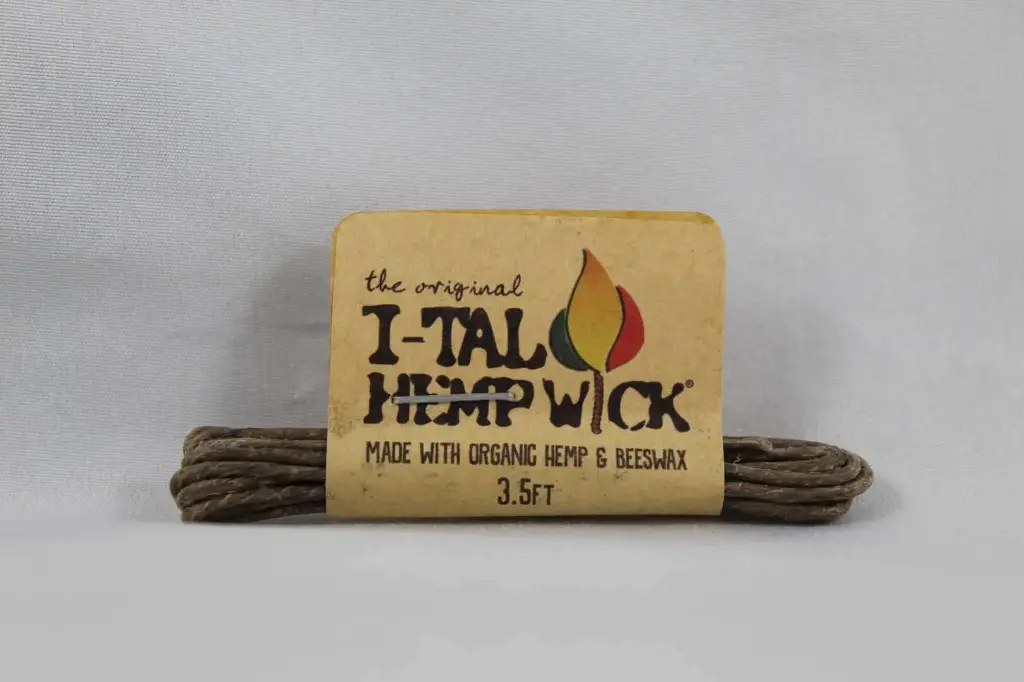 the original
I-TAL
HEMP WICK®
MADE WITH ORGANIC HEMP & BEESWAX
3.5FT